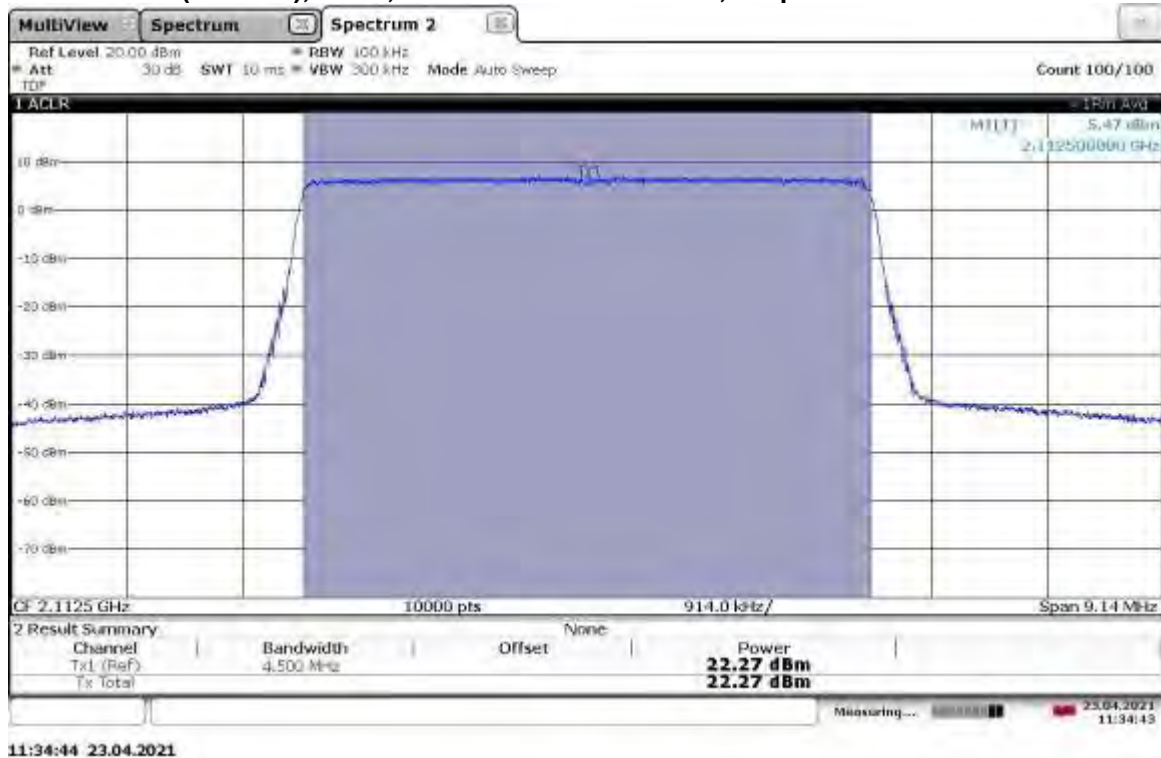 MultiView Spectrum Spectrum 2
Ref Level 20.00 dBm RBW 100 kHz
Att 30 dB SWT 10 ms VBW 300 kHz Mode Auto Sweep Count 100/100
TDF
1 ACLR 1Rm Avg
M1[1] 5.47 dBm
2.112500000 GHz
10 dBm
0 dBm
-10 dBm
-20 dBm
-30 dBm
-40 dBm
-50 dBm
-60 dBm
-70 dBm
CF 2.1125 GHz 10000 pts 914.0 kHz/ Span 9.14 MHz
2 Result Summary None
Channel Bandwidth Offset Power
Tx1 (Ref) 4.500 MHz 22.27 dBm
Tx Total 22.27 dBm
Measuring... 23.04.2021
11:34:43
11:34:44 23.04.2021